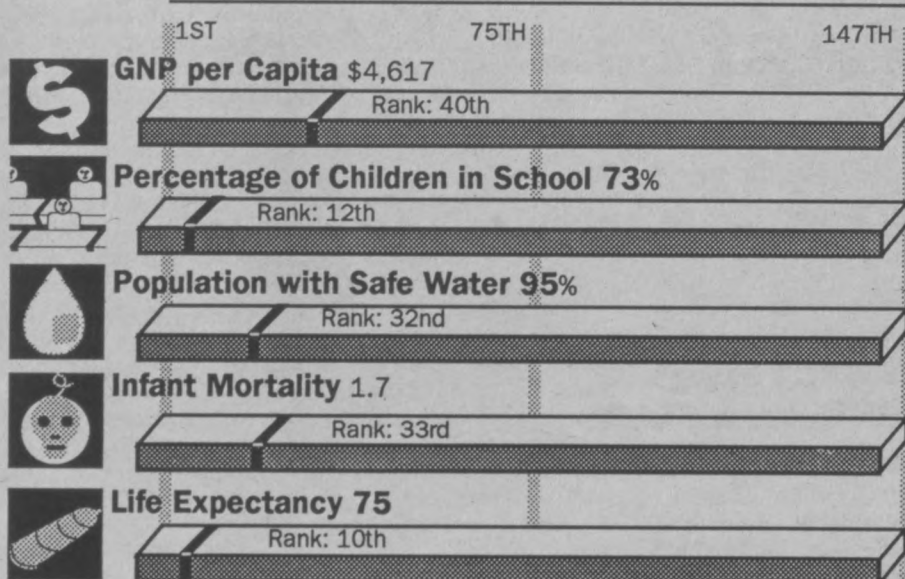 1ST 75TH 147TH
GNP per Capita $4,617
Rank: 40th
Percentage of Children in School 73%
Rank: 12th
Population with Safe Water 95%
Rank: 32nd
Infant Mortality 1.7
Rank: 33rd
Life Expectancy 75
Rank: 10th